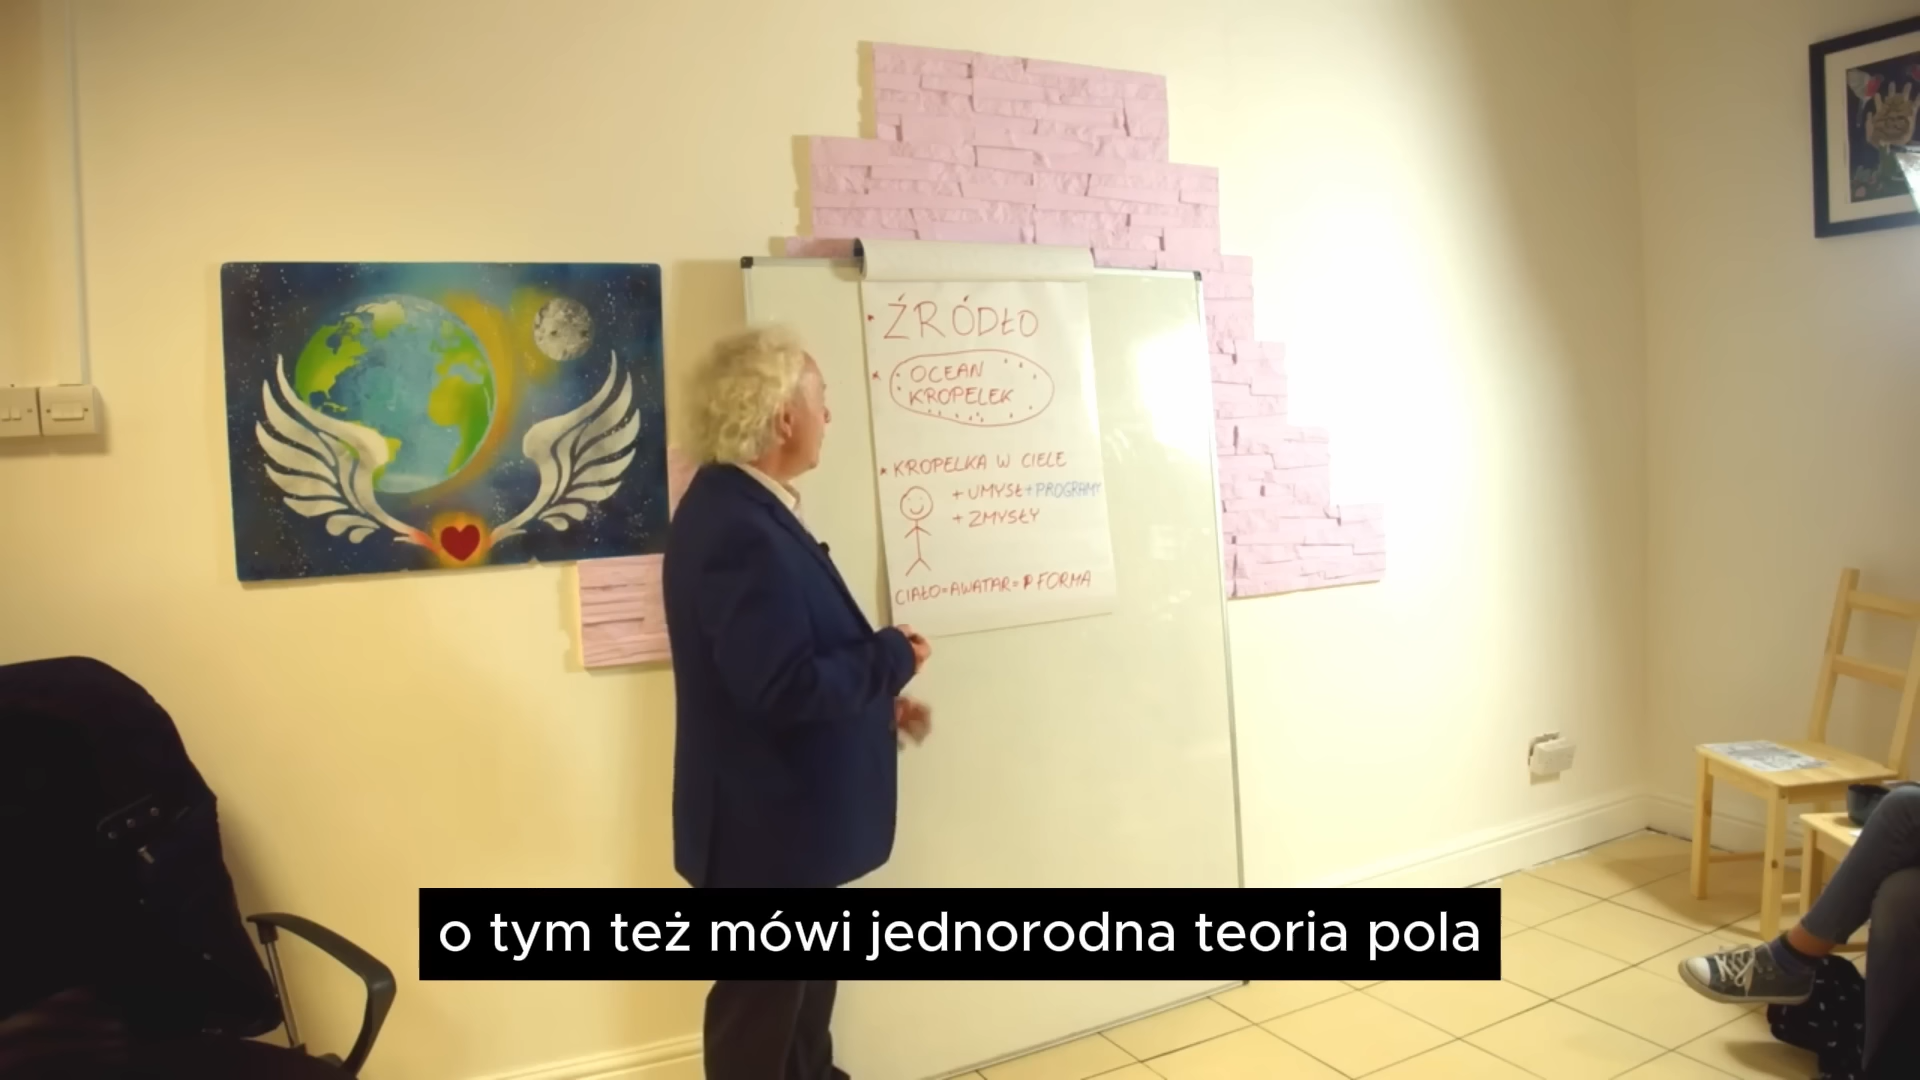 ŹRÓDŁO
OCEAN
KROPELEK
KROPELKA W CIELE
+ UMYSŁ + PROGRAMY
+ ZMYSŁY
CIAŁO = AWATAR = FORMA
o tym też mówi jednorodna teoria pola